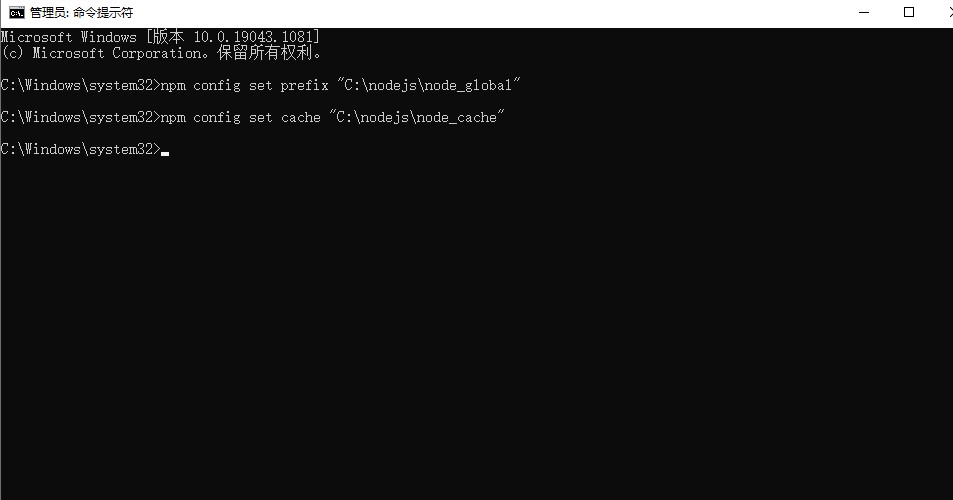 管理员: 命令提示符
Microsoft Windows [版本 10.0.19043.1081]
(c) Microsoft Corporation。保留所有权利。
C:\Windows\system32>npm config set prefix "C:\nodejs\node_global"
C:\Windows\system32>npm config set cache "C:\nodejs\node_cache"
C:\Windows\system32>